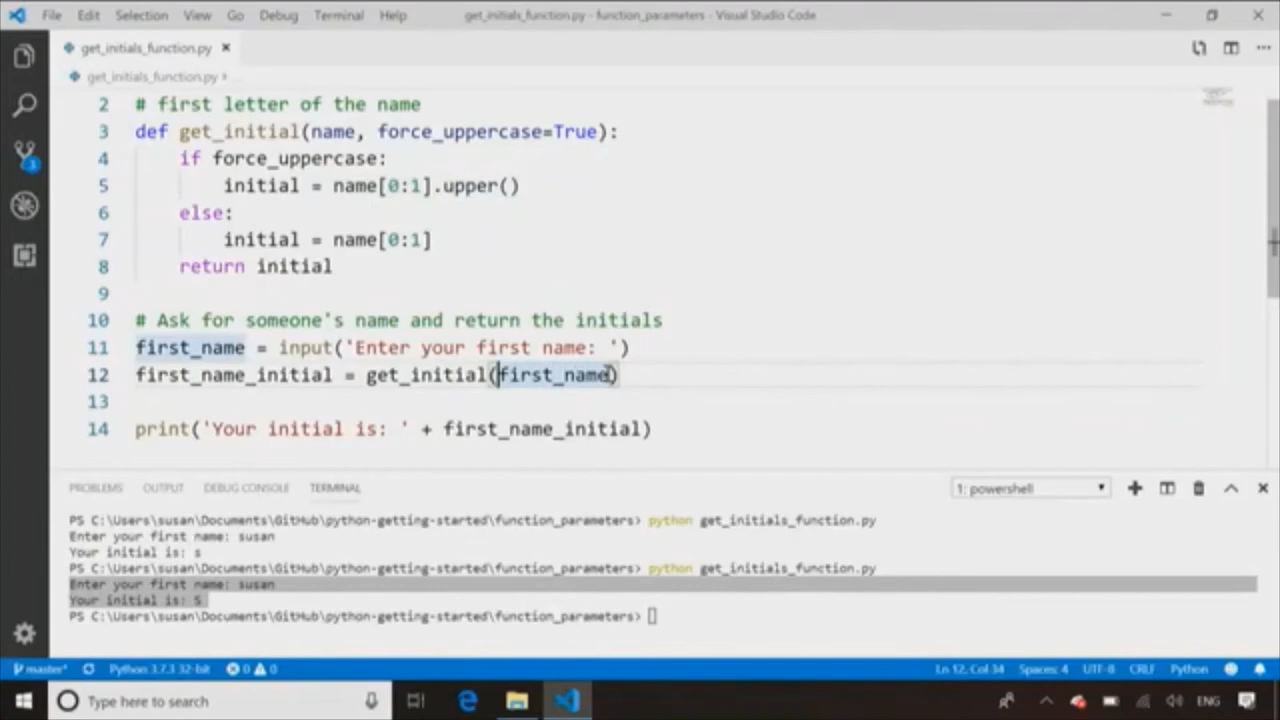 File Edit Selection View Go Debug Terminal Help get_initials_function.py - function_parameters - Visual Studio Code
get_initials_function.py
get_initials_function.py
2 # first letter of the name
3 def get_initial(name, force_uppercase=True):
4 if force_uppercase:
5 initial = name[0:1].upper()
6 else:
7 initial = name[0:1]
8 return initial
9
10 # Ask for someone's name and return the initials
11 first_name = input('Enter your first name: ')
12 first_name_initial = get_initial(first_name)
13
14 print('Your initial is: ' + first_name_initial)
PROBLEMS OUTPUT DEBUG CONSOLE TERMINAL 1: powershell
PS C:\Users\susan\Documents\GitHub\python-getting-started\function_parameters> python get_initials_function.py
Enter your first name: susan
Your initial is: s
PS C:\Users\susan\Documents\GitHub\python-getting-started\function_parameters> python get_initials_function.py
Enter your first name: susan
Your initial is: S
PS C:\Users\susan\Documents\GitHub\python-getting-started\function_parameters>
master* Python 3.7.3 32-bit 0 0 Ln 12, Col 34 Spaces: 4 UTF-8 CRLF Python
Type here to search ENG